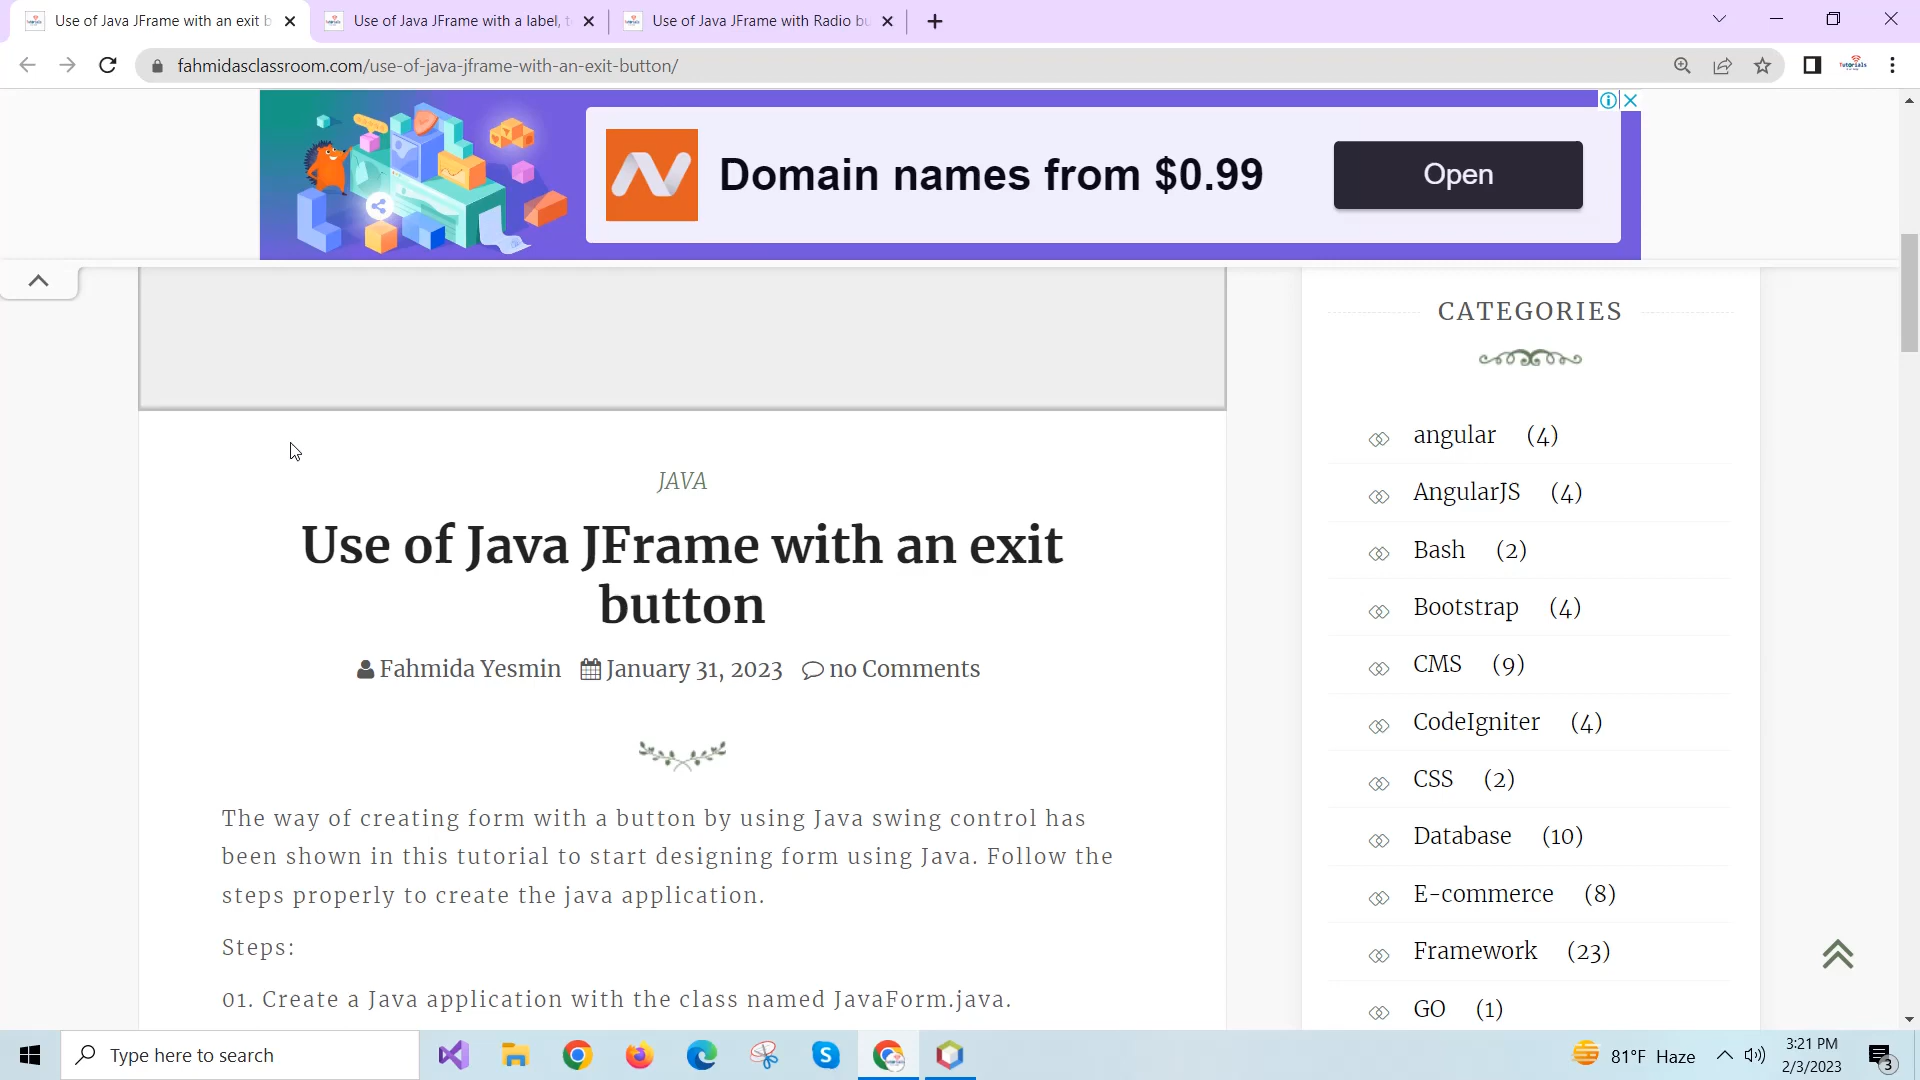 Use of Java JFrame with an exit b
Use of Java JFrame with a label, t
Use of Java JFrame with Radio bu
fahmidasclassroom.com/use-of-java-jframe-with-an-exit-button/
Tutorials
Domain names from $0.99
Open
CATEGORIES
angular (4)
AngularJS (4)
Bash (2)
Bootstrap (4)
CMS (9)
CodeIgniter (4)
CSS (2)
Database (10)
E-commerce (8)
Framework (23)
GO (1)
JAVA
Use of Java JFrame with an exit
button
Fahmida Yesmin January 31, 2023 no Comments
The way of creating form with a button by using Java swing control has
been shown in this tutorial to start designing form using Java. Follow the
steps properly to create the java application.
Steps:
01. Create a Java application with the class named JavaForm.java.
Type here to search
81°F Haze
3:21 PM
2/3/2023
3